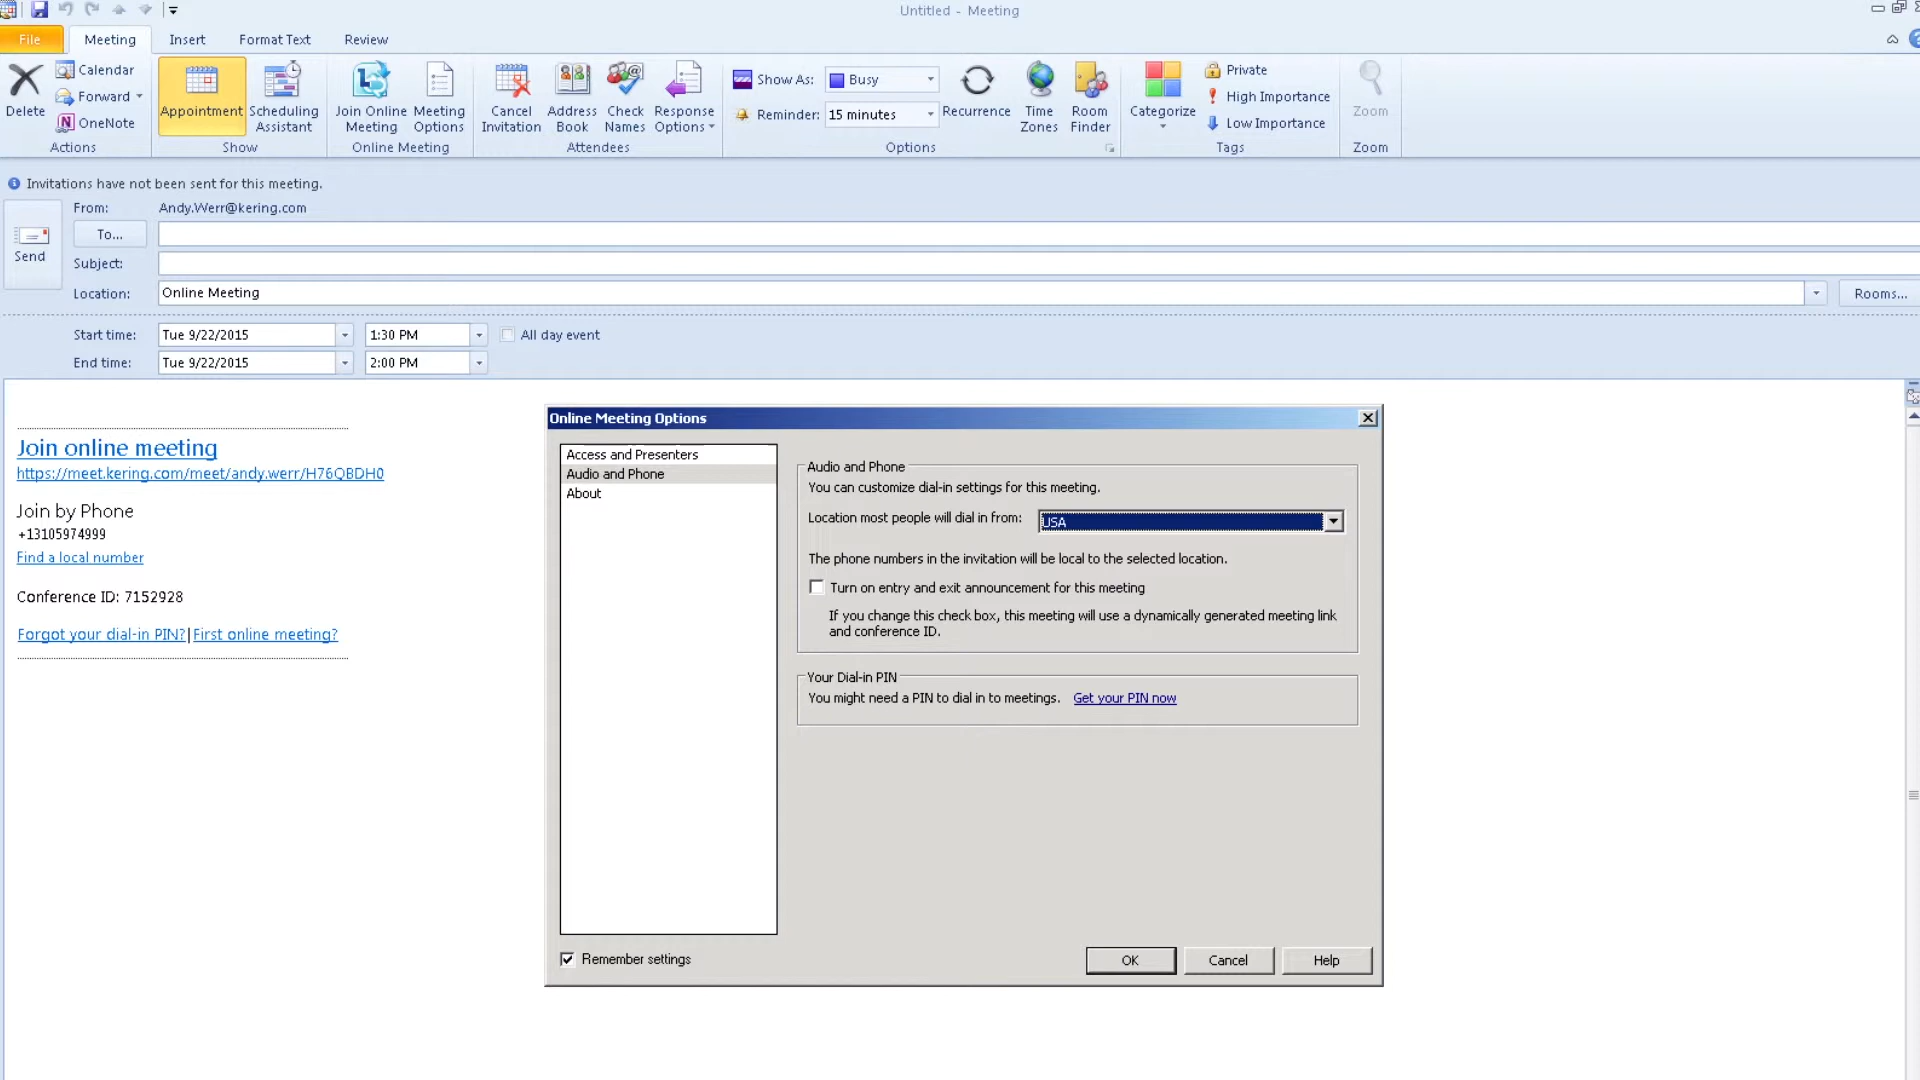 Untitled - Meeting
File Meeting Insert Format Text Review
Delete
Calendar
Forward
OneNote
Actions
Appointment
Scheduling Assistant
Show
Join Online Meeting
Meeting Options
Online Meeting
Cancel Invitation
Address Book
Check Names
Response Options
Attendees
Show As: Busy
Reminder: 15 minutes
Recurrence
Time Zones
Room Finder
Options
Categorize
Private
High Importance
Low Importance
Tags
Zoom
Zoom
Invitations have not been sent for this meeting.
Send
From: Andy.Werr@kering.com
To...
Subject:
Location: Online Meeting Rooms...
Start time: Tue 9/22/2015 1:30 PM All day event
End time: Tue 9/22/2015 2:00 PM
Join online meeting
https://meet.kering.com/meet/andy.werr/H76QBDH0
Join by Phone
+13105974999
Find a local number
Conference ID: 7152928
Forgot your dial-in PIN?|First online meeting?
Online Meeting Options
Access and Presenters
Audio and Phone
About
Audio and Phone
You can customize dial-in settings for this meeting.
Location most people will dial in from: USA
The phone numbers in the invitation will be local to the selected location.
Turn on entry and exit announcement for this meeting
If you change this check box, this meeting will use a dynamically generated meeting link
and conference ID.
Your Dial-in PIN
You might need a PIN to dial in to meetings. Get your PIN now
Remember settings
OK Cancel Help